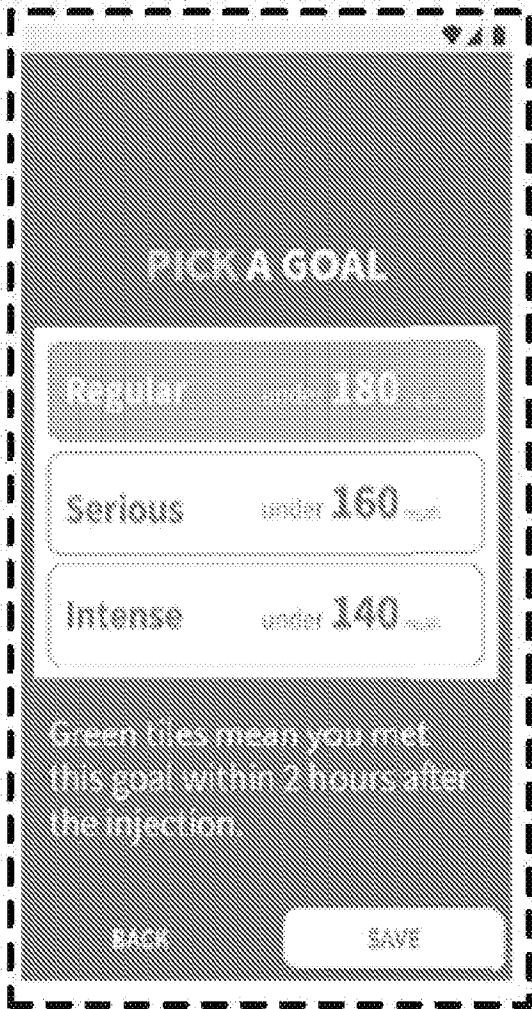 PICK A GOAL
Regular under 180
Serious under 160
Intense under 140
Green tiles mean you met
this goal within 2 hours after
the injection.
BACK SAVE